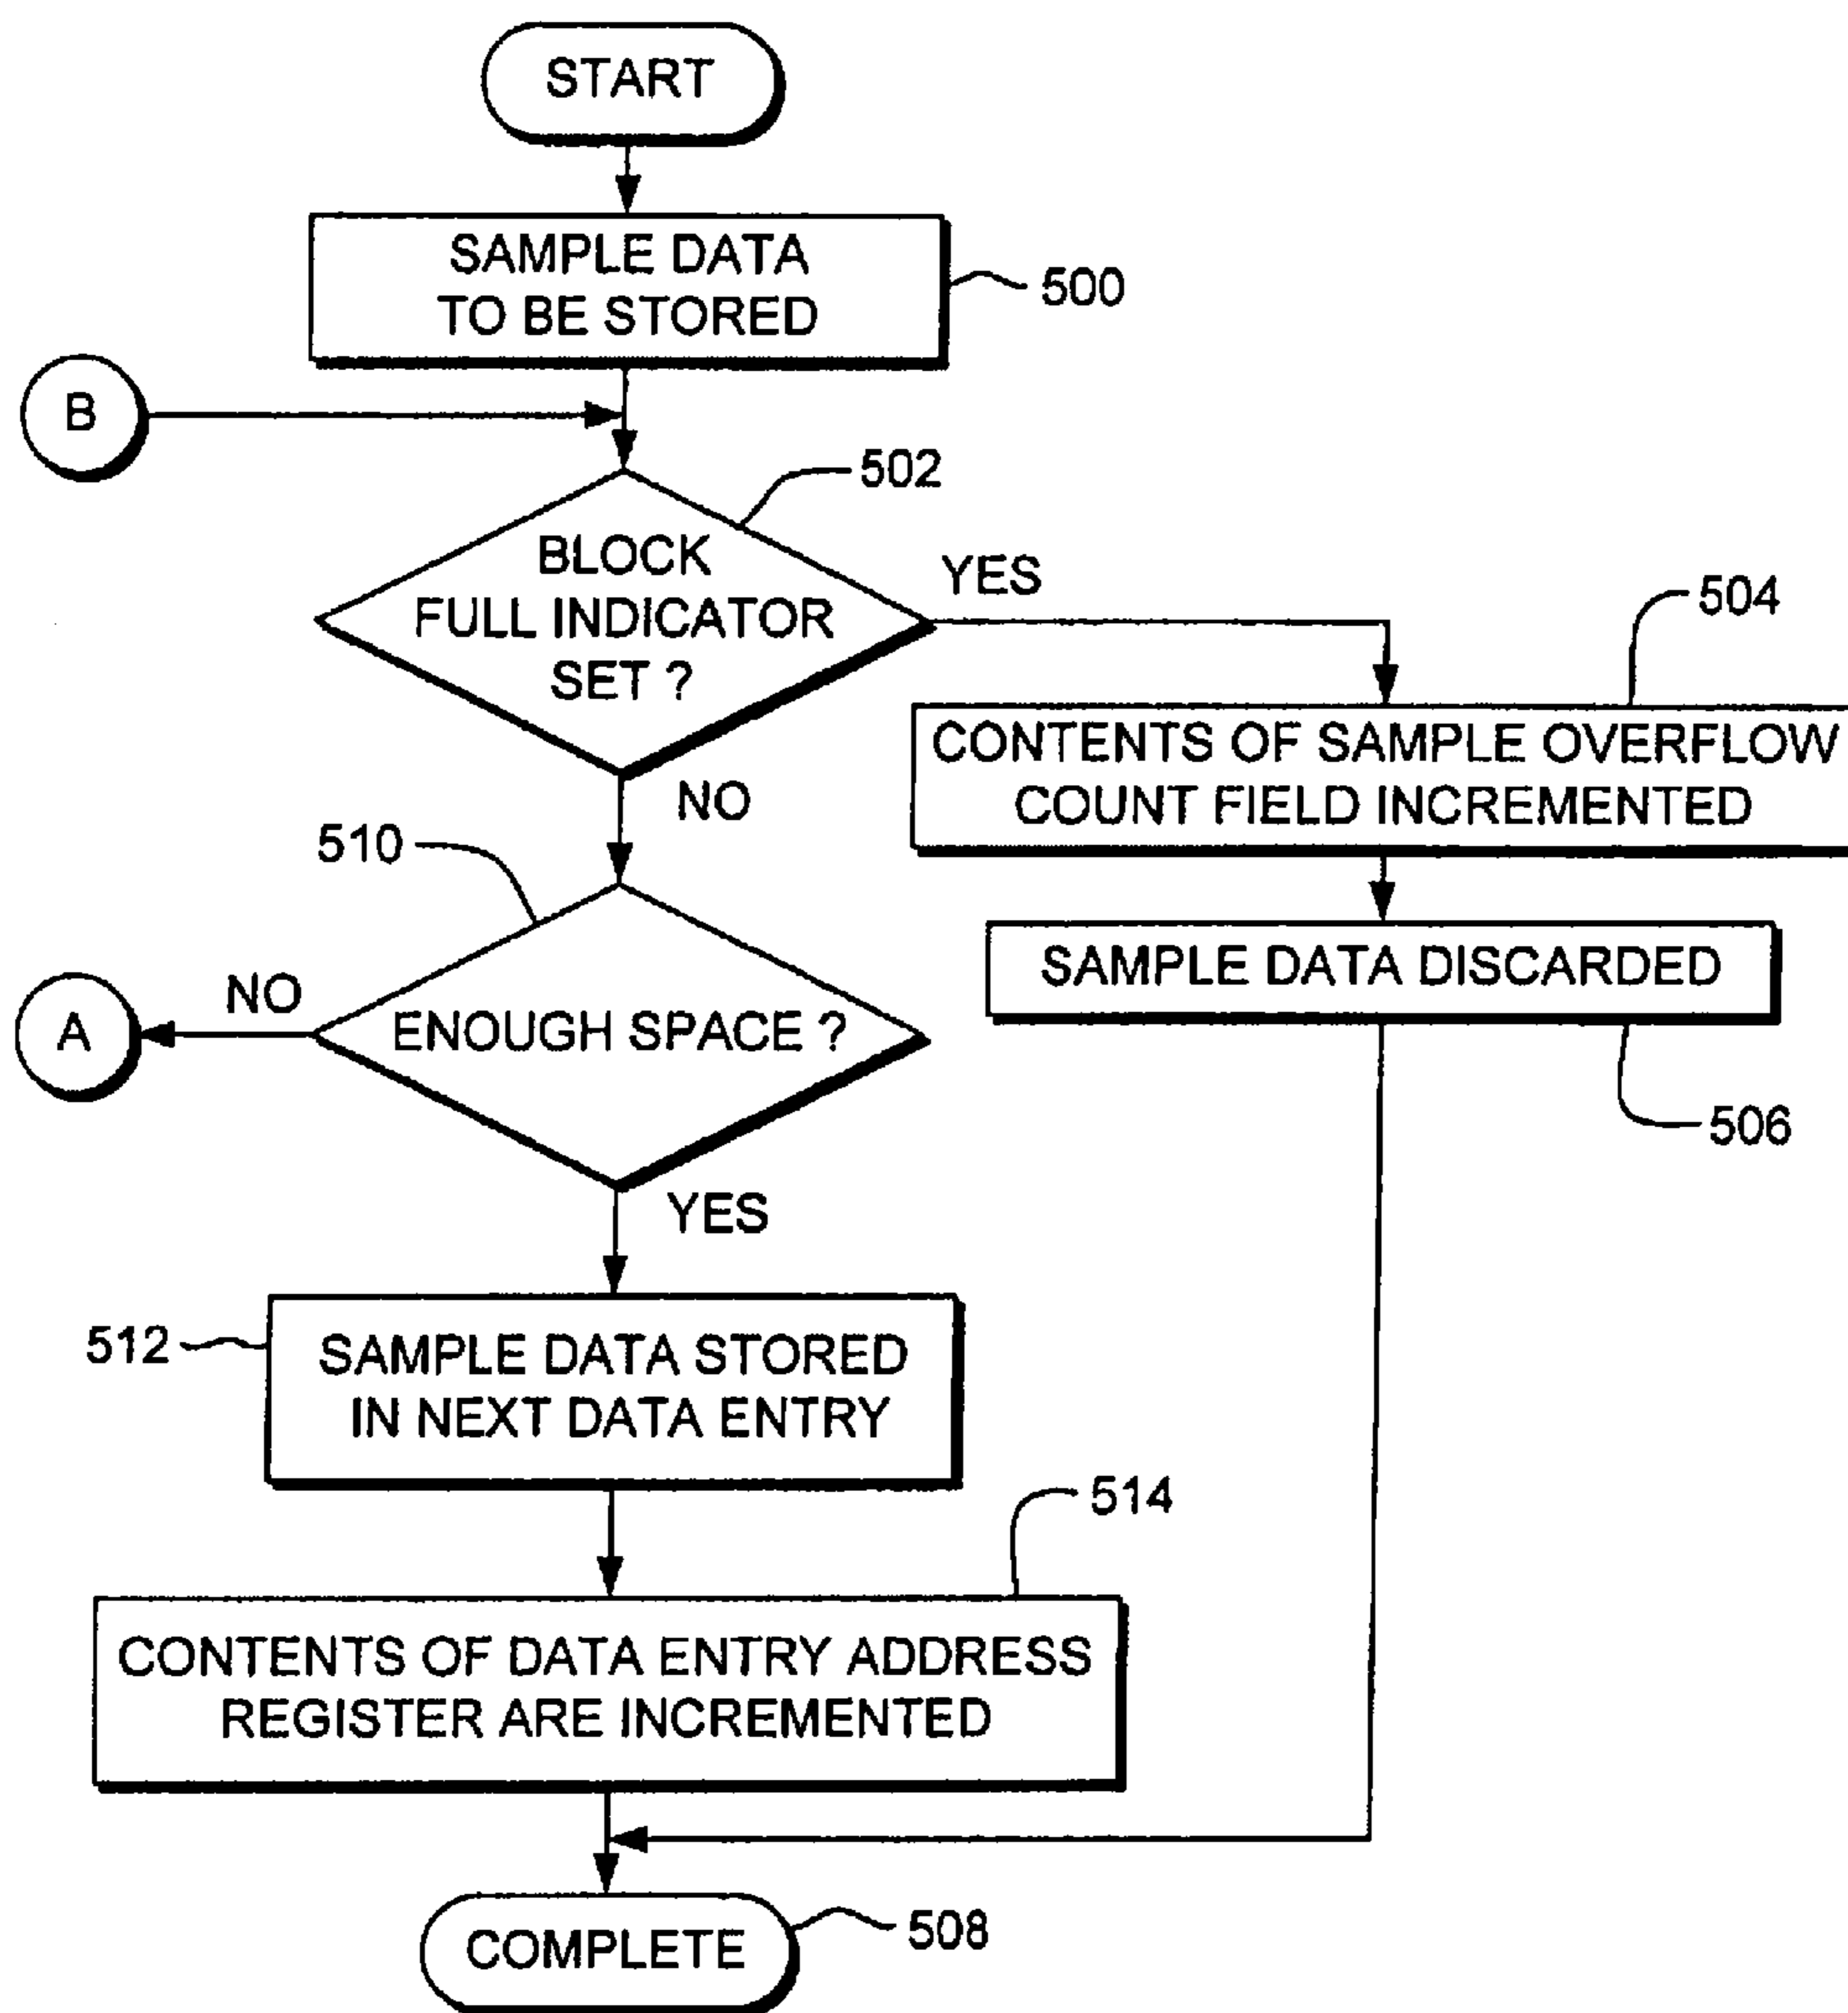 START
SAMPLE DATA
TO BE STORED
500
B
502
BLOCK
FULL INDICATOR
SET ?
YES
504
CONTENTS OF SAMPLE OVERFLOW
COUNT FIELD INCREMENTED
NO
510
SAMPLE DATA DISCARDED
506
NO
A
ENOUGH SPACE ?
YES
512
SAMPLE DATA STORED
IN NEXT DATA ENTRY
514
CONTENTS OF DATA ENTRY ADDRESS
REGISTER ARE INCREMENTED
COMPLETE
508